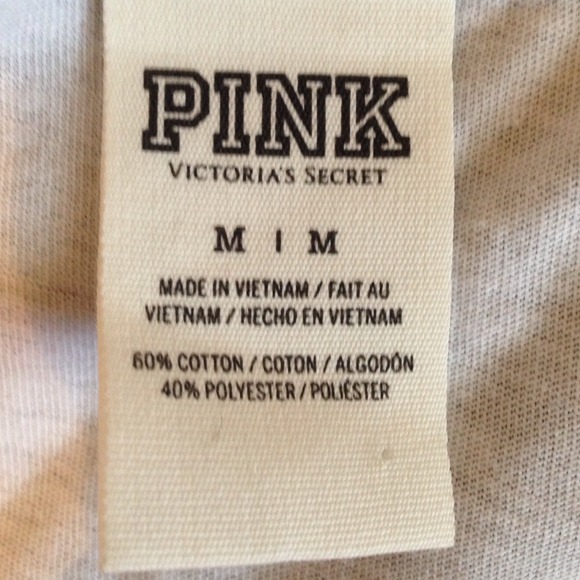 PINK
VICTORIA'S SECRET
M | M
MADE IN VIETNAM / FAIT AU
VIETNAM / HECHO EN VIETNAM
60% COTTON / COTON / ALGODÓN
40% POLYESTER / POLIÉSTER